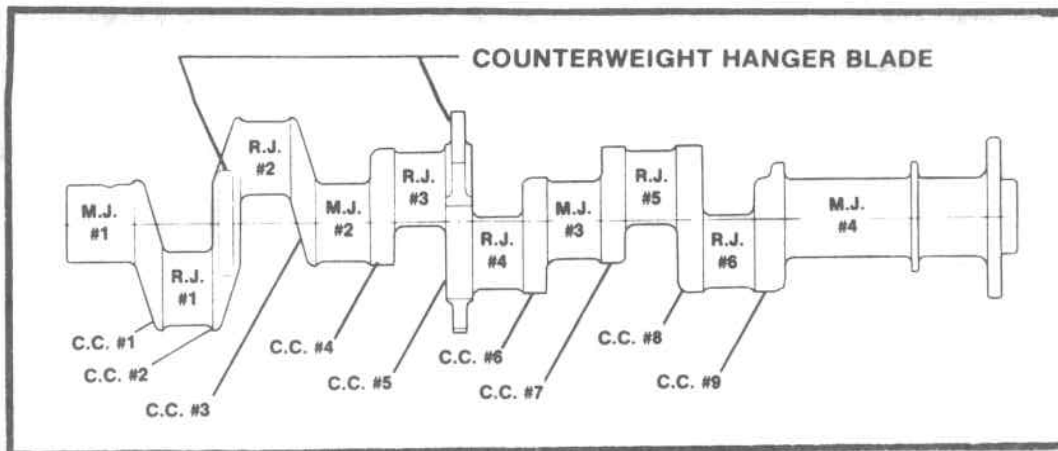 COUNTERWEIGHT HANGER BLADE
M.J.
#1
R.J.
#1
R.J.
#2
M.J.
#2
R.J.
#3
R.J.
#4
M.J.
#3
R.J.
#5
R.J.
#6
M.J.
#4
C.C. #1
C.C. #2
C.C. #3
C.C. #4
C.C. #5
C.C. #6
C.C. #7
C.C. #8
C.C. #9